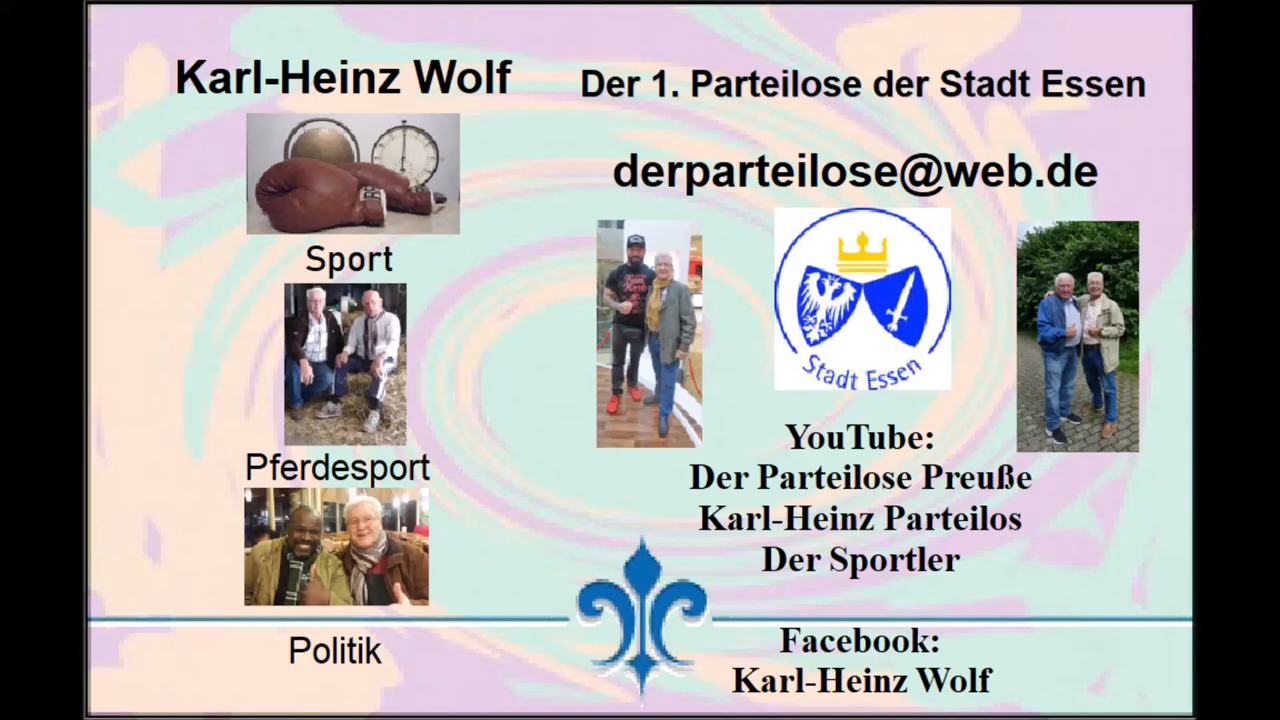 Karl-Heinz Wolf
Der 1. Parteilose der Stadt Essen
derparteilose@web.de
Sport
Pferdesport
Politik
Stadt Essen
YouTube:
Der Parteilose Preuße
Karl-Heinz Parteilos
Der Sportler
Facebook:
Karl-Heinz Wolf